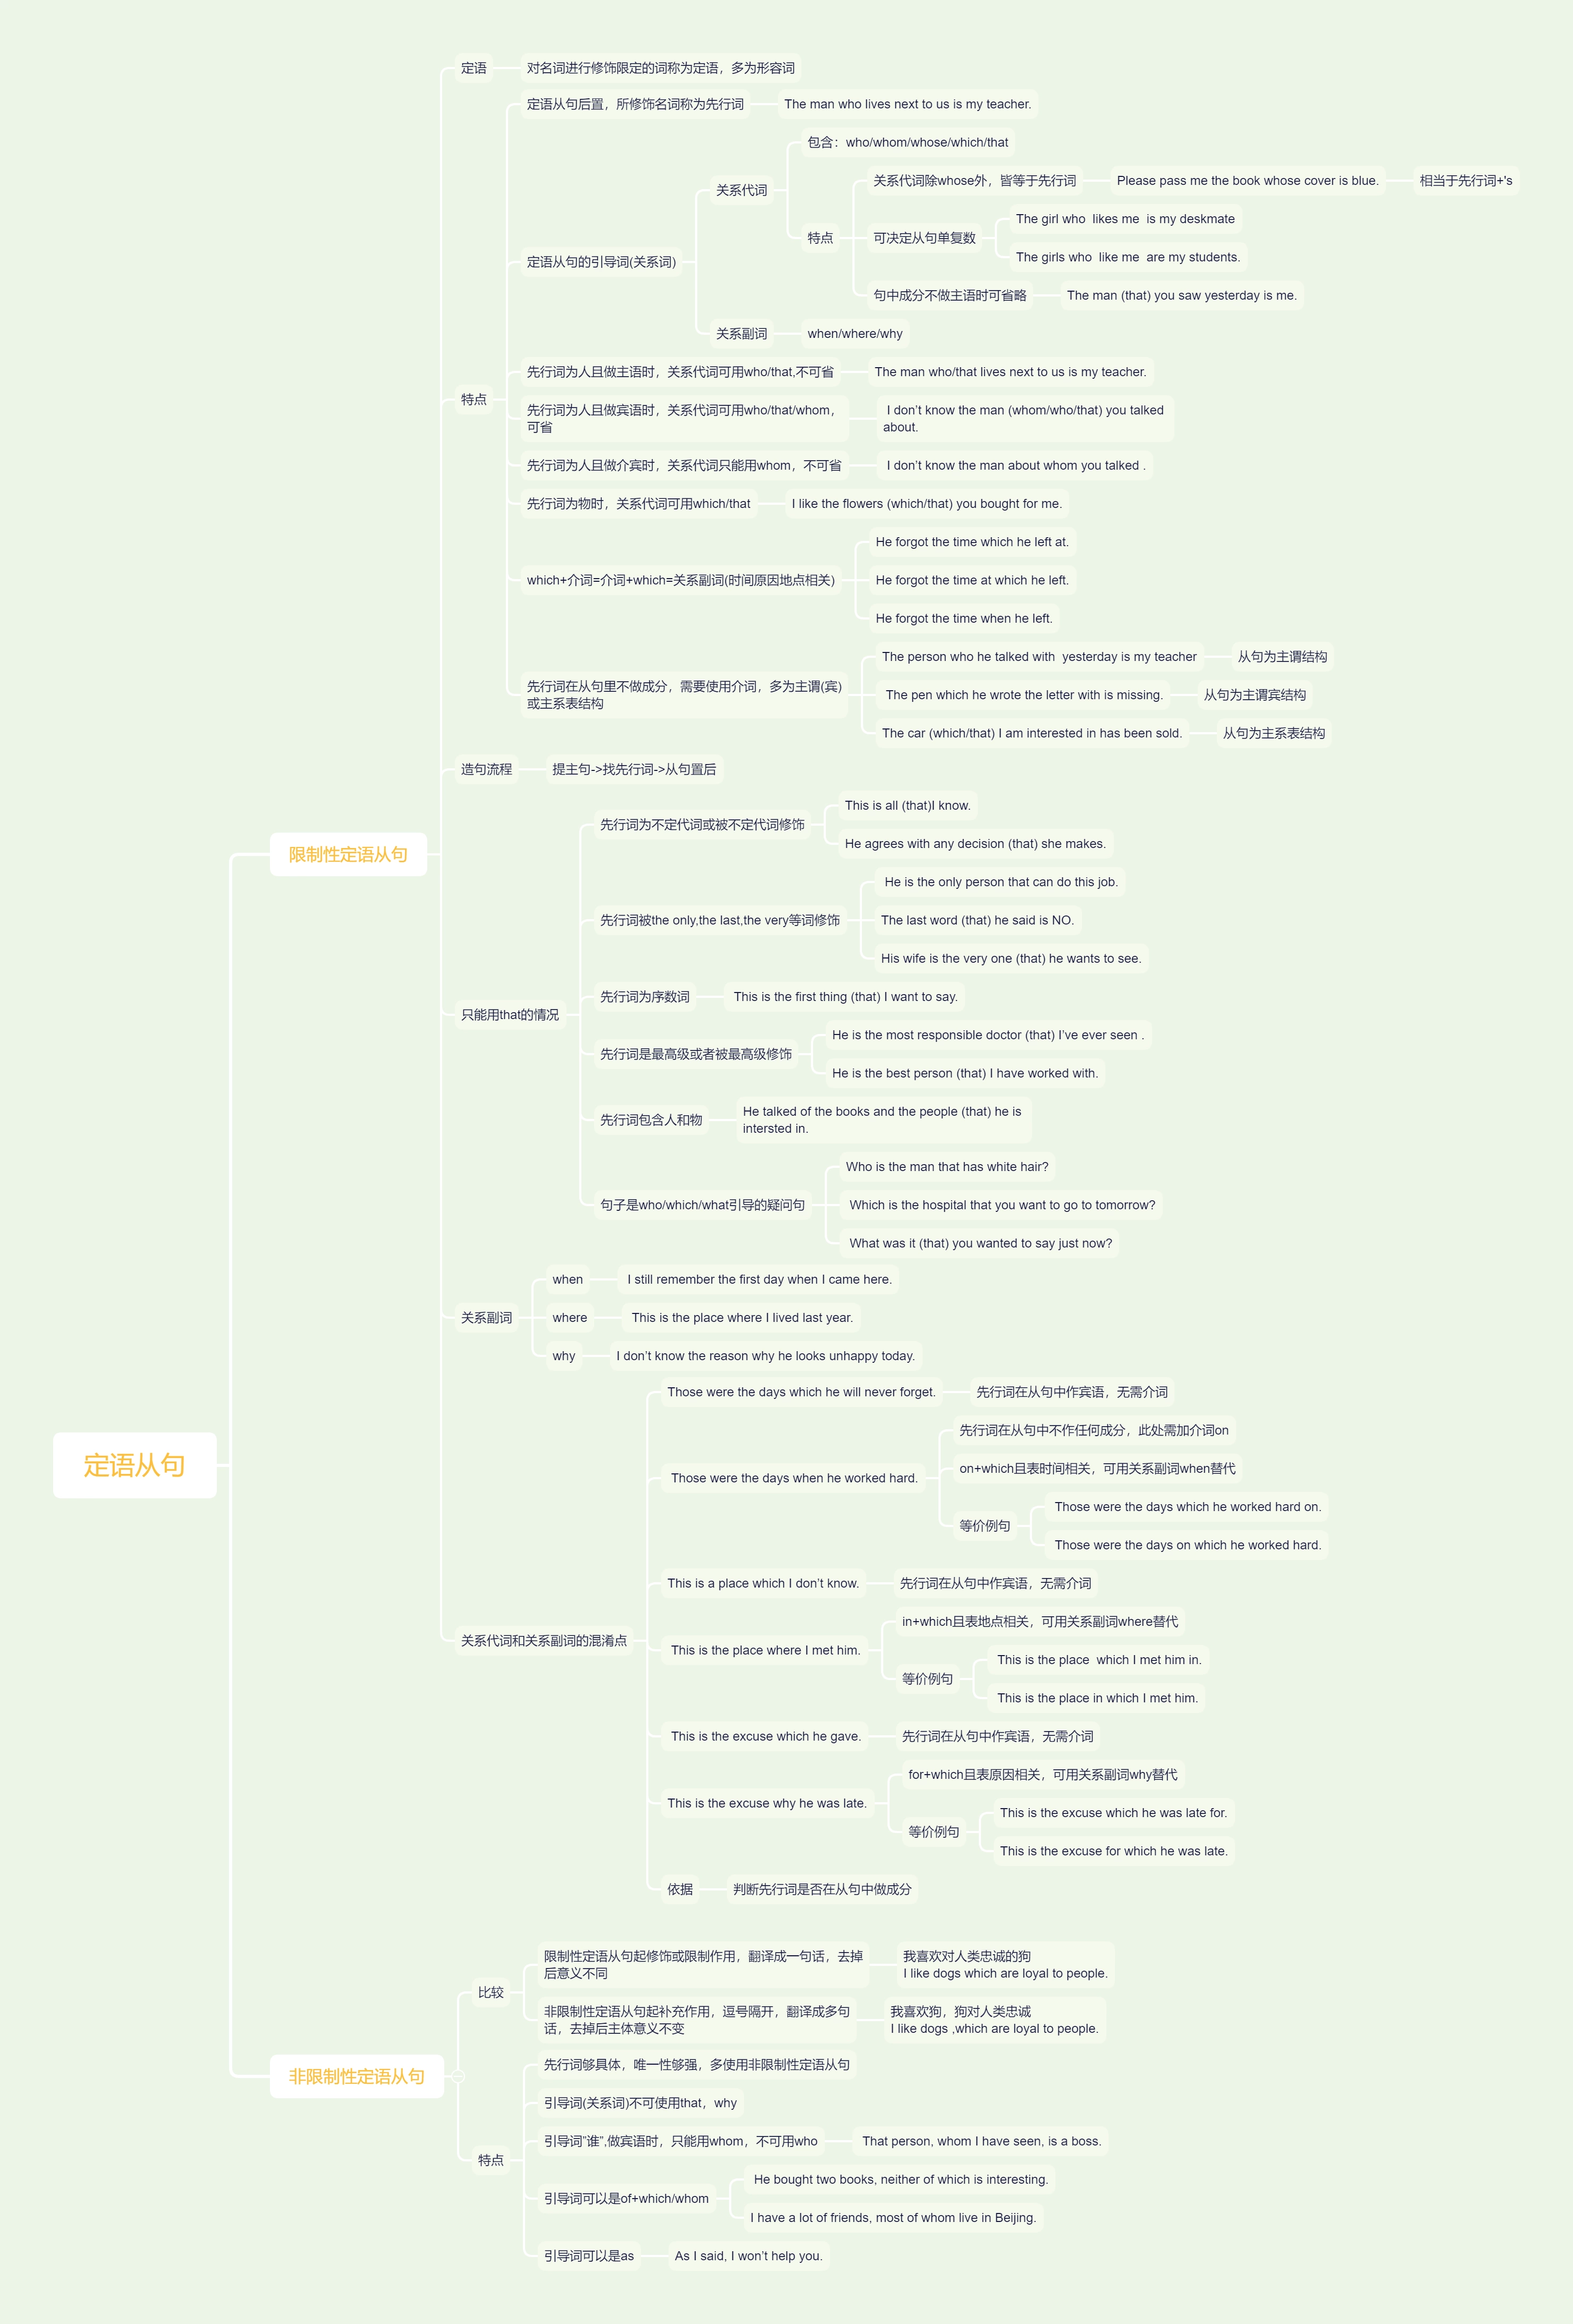 定语从句
限制性定语从句
定语
对名词进行修饰限定的词称为定语，多为形容词
特点
定语从句后置，所修饰名词称为先行词
The man who lives next to us is my teacher.
定语从句的引导词(关系词)
关系代词
包含：who/whom/whose/which/that
特点
关系代词除whose外，皆等于先行词
Please pass me the book whose cover is blue.
相当于先行词+'s
可决定从句单复数
The girl who  likes me  is my deskmate
The girls who  like me  are my students.
句中成分不做主语时可省略
The man (that) you saw yesterday is me.
关系副词
when/where/why
先行词为人且做主语时，关系代词可用who/that,不可省
The man who/that lives next to us is my teacher.
先行词为人且做宾语时，关系代词可用who/that/whom，
可省
I don’t know the man (whom/who/that) you talked
about.
先行词为人且做介宾时，关系代词只能用whom，不可省
I don’t know the man about whom you talked .
先行词为物时，关系代词可用which/that
I like the flowers (which/that) you bought for me.
which+介词=介词+which=关系副词(时间原因地点相关)
He forgot the time which he left at.
He forgot the time at which he left.
He forgot the time when he left.
先行词在从句里不做成分，需要使用介词，多为主谓(宾)
或主系表结构
The person who he talked with  yesterday is my teacher
从句为主谓结构
The pen which he wrote the letter with is missing.
从句为主谓宾结构
The car (which/that) I am interested in has been sold.
从句为主系表结构
造句流程
提主句->找先行词->从句置后
只能用that的情况
先行词为不定代词或被不定代词修饰
This is all (that)I know.
He agrees with any decision (that) she makes.
先行词被the only,the last,the very等词修饰
He is the only person that can do this job.
The last word (that) he said is NO.
His wife is the very one (that) he wants to see.
先行词为序数词
This is the first thing (that) I want to say.
先行词是最高级或者被最高级修饰
He is the most responsible doctor (that) I’ve ever seen .
He is the best person (that) I have worked with.
先行词包含人和物
He talked of the books and the people (that) he is
intersted in.
句子是who/which/what引导的疑问句
Who is the man that has white hair?
Which is the hospital that you want to go to tomorrow?
What was it (that) you wanted to say just now?
关系副词
when
I still remember the first day when I came here.
where
This is the place where I lived last year.
why
I don’t know the reason why he looks unhappy today.
关系代词和关系副词的混淆点
Those were the days which he will never forget.
先行词在从句中作宾语，无需介词
Those were the days when he worked hard.
先行词在从句中不作任何成分，此处需加介词on
on+which且表时间相关，可用关系副词when替代
等价例句
Those were the days which he worked hard on.
Those were the days on which he worked hard.
This is a place which I don’t know.
先行词在从句中作宾语，无需介词
This is the place where I met him.
in+which且表地点相关，可用关系副词where替代
等价例句
This is the place  which I met him in.
This is the place in which I met him.
This is the excuse which he gave.
先行词在从句中作宾语，无需介词
This is the excuse why he was late.
for+which且表原因相关，可用关系副词why替代
等价例句
This is the excuse which he was late for.
This is the excuse for which he was late.
依据
判断先行词是否在从句中做成分
非限制性定语从句
比较
限制性定语从句起修饰或限制作用，翻译成一句话，去掉
后意义不同
我喜欢对人类忠诚的狗
I like dogs which are loyal to people.
非限制性定语从句起补充作用，逗号隔开，翻译成多句
话，去掉后主体意义不变
我喜欢狗，狗对人类忠诚
I like dogs ,which are loyal to people.
特点
先行词够具体，唯一性够强，多使用非限制性定语从句
引导词(关系词)不可使用that，why
引导词“谁”,做宾语时，只能用whom，不可用who
That person, whom I have seen, is a boss.
引导词可以是of+which/whom
He bought two books, neither of which is interesting.
I have a lot of friends, most of whom live in Beijing.
引导词可以是as
As I said, I won’t help you.